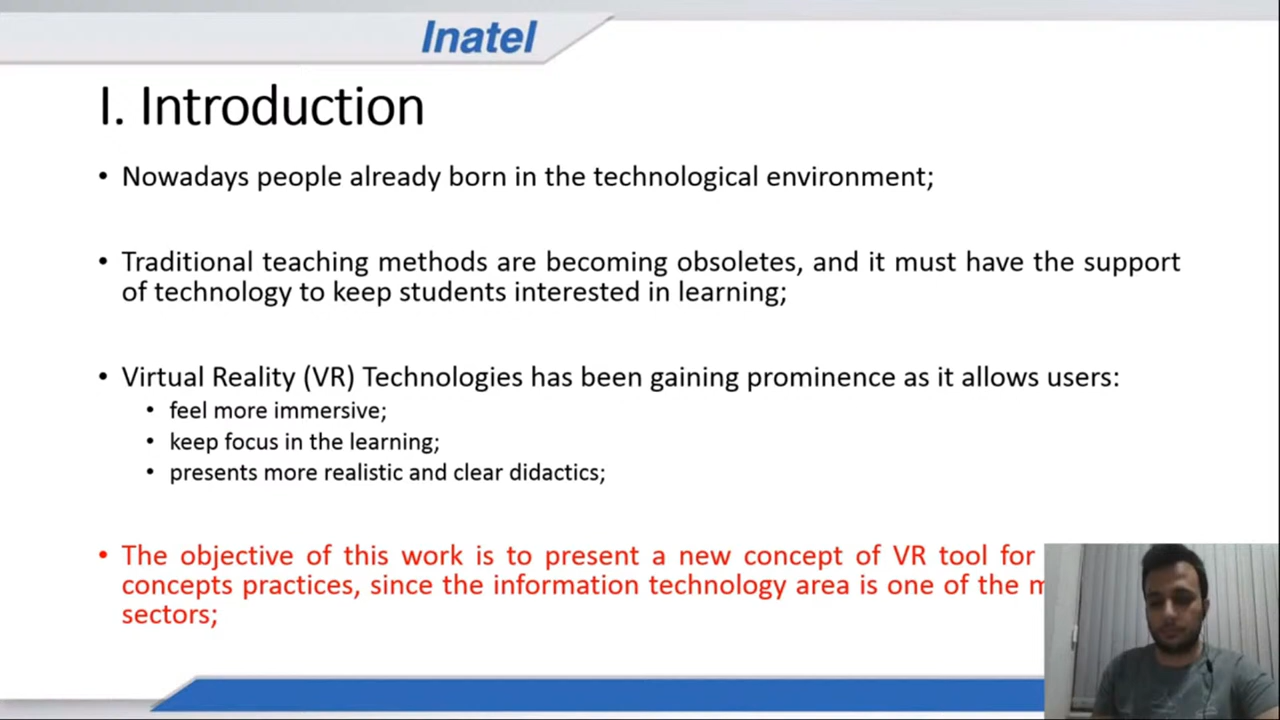 Inatel
I. Introduction
• Nowadays people already born in the technological environment;
• Traditional teaching methods are becoming obsoletes, and it must have the support
of technology to keep students interested in learning;
• Virtual Reality (VR) Technologies has been gaining prominence as it allows users:
• feel more immersive;
• keep focus in the learning;
• presents more realistic and clear didactics;
• The objective of this work is to present a new concept of VR tool for
concepts practices, since the information technology area is one of the
sectors;